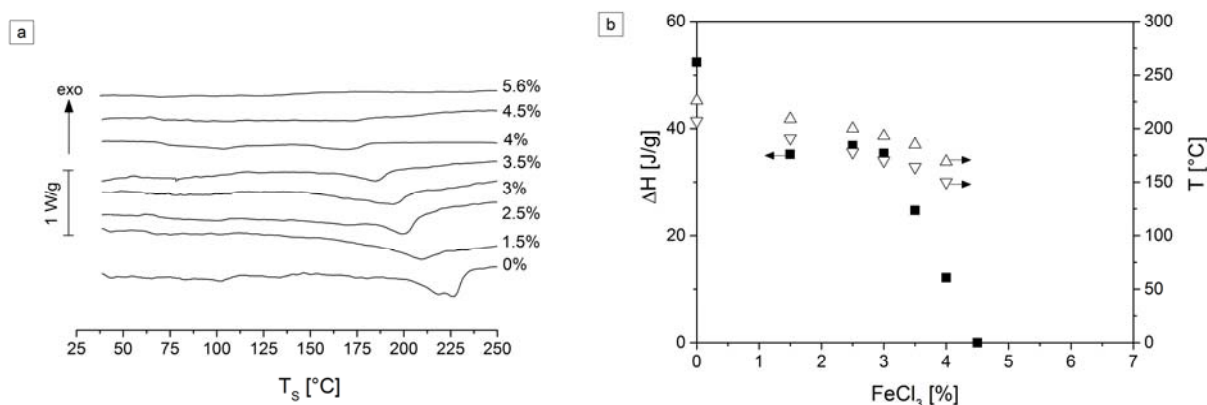 a
exo
1 W/g
5.6%
4.5%
4%
3.5%
3%
2.5%
1.5%
0%
25 50 75 100 125 150 175 200 225 250
T_S [°C]
b
60
40
20
0
ΔH [J/g]
300
250
200
150
100
50
0
T [°C]
0 1 2 3 4 5 6 7
FeCl_3 [%]